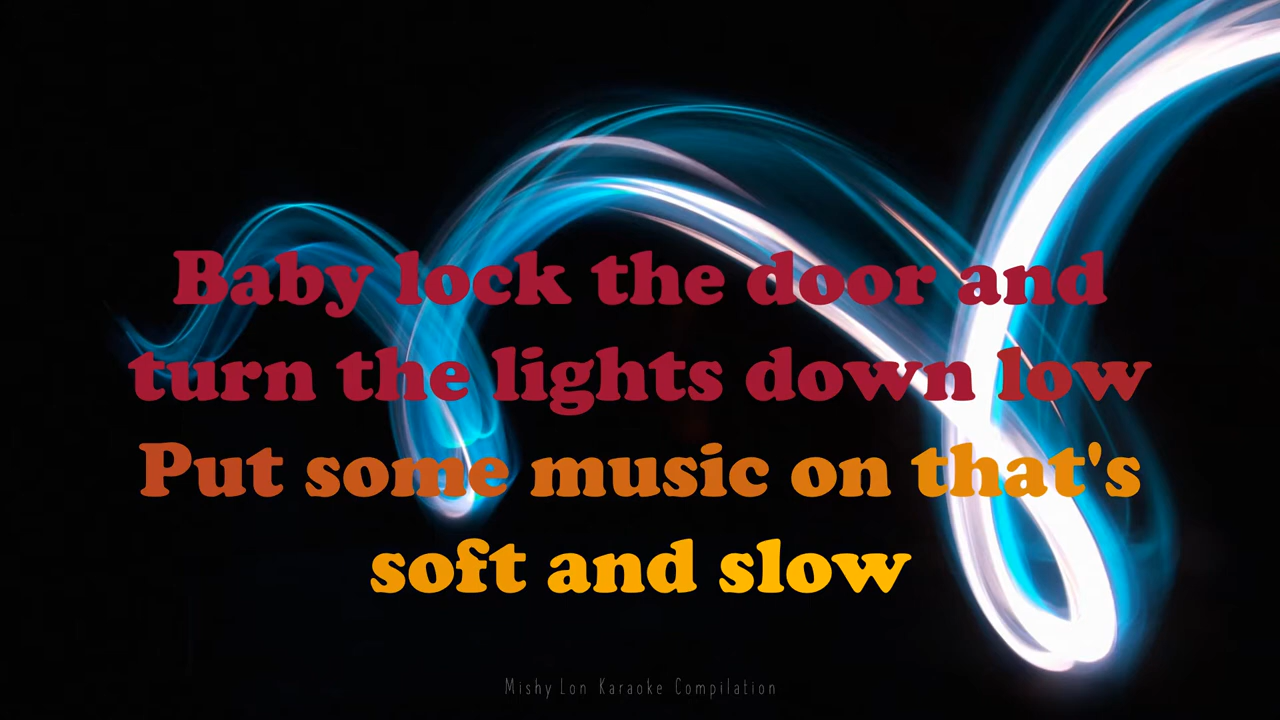 Baby lock the door and
turn the lights down low
Put some music on that's
soft and slow
Mishy Lon Karaoke Compilation